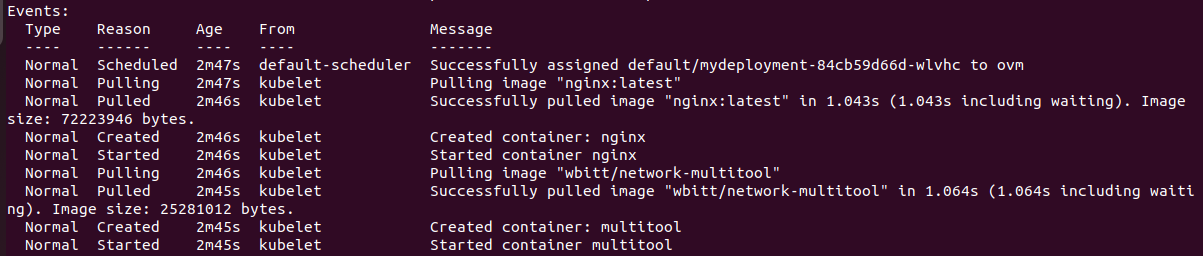 Events:
  Type    Reason     Age    From               Message
  ----    ------     ----   ----               -------
  Normal  Scheduled  2m47s  default-scheduler  Successfully assigned default/mydeployment-84cb59d66d-wlvhc to ovm
  Normal  Pulling    2m47s  kubelet            Pulling image "nginx:latest"
  Normal  Pulled     2m46s  kubelet            Successfully pulled image "nginx:latest" in 1.043s (1.043s including waiting). Image
size: 72223946 bytes.
  Normal  Created    2m46s  kubelet            Created container: nginx
  Normal  Started    2m46s  kubelet            Started container nginx
  Normal  Pulling    2m46s  kubelet            Pulling image "wbitt/network-multitool"
  Normal  Pulled     2m45s  kubelet            Successfully pulled image "wbitt/network-multitool" in 1.064s (1.064s including waiti
ng). Image size: 25281012 bytes.
  Normal  Created    2m45s  kubelet            Created container: multitool
  Normal  Started    2m45s  kubelet            Started container multitool